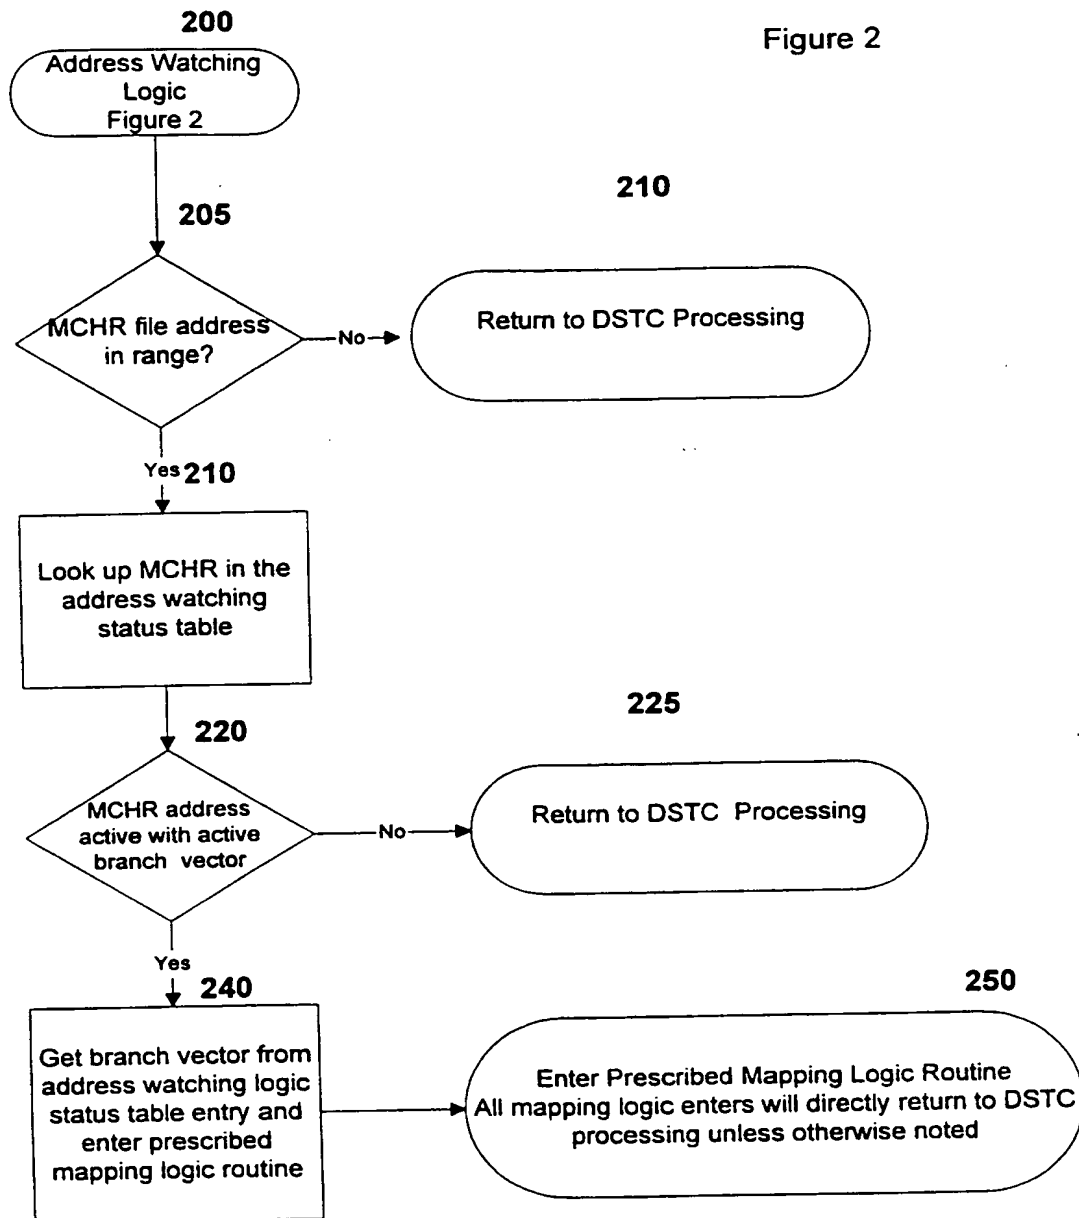 200
Figure 2
Address Watching
Logic
Figure 2
205
210
MCHR file address
in range?
No
Return to DSTC Processing
Yes
210
Look up MCHR in the
address watching
status table
220
225
MCHR address
active with active
branch vector
No
Return to DSTC Processing
Yes
240
250
Get branch vector from
address watching logic
status table entry and
enter prescribed
mapping logic routine
Enter Prescribed Mapping Logic Routine
All mapping logic enters will directly return to DSTC
processing unless otherwise noted